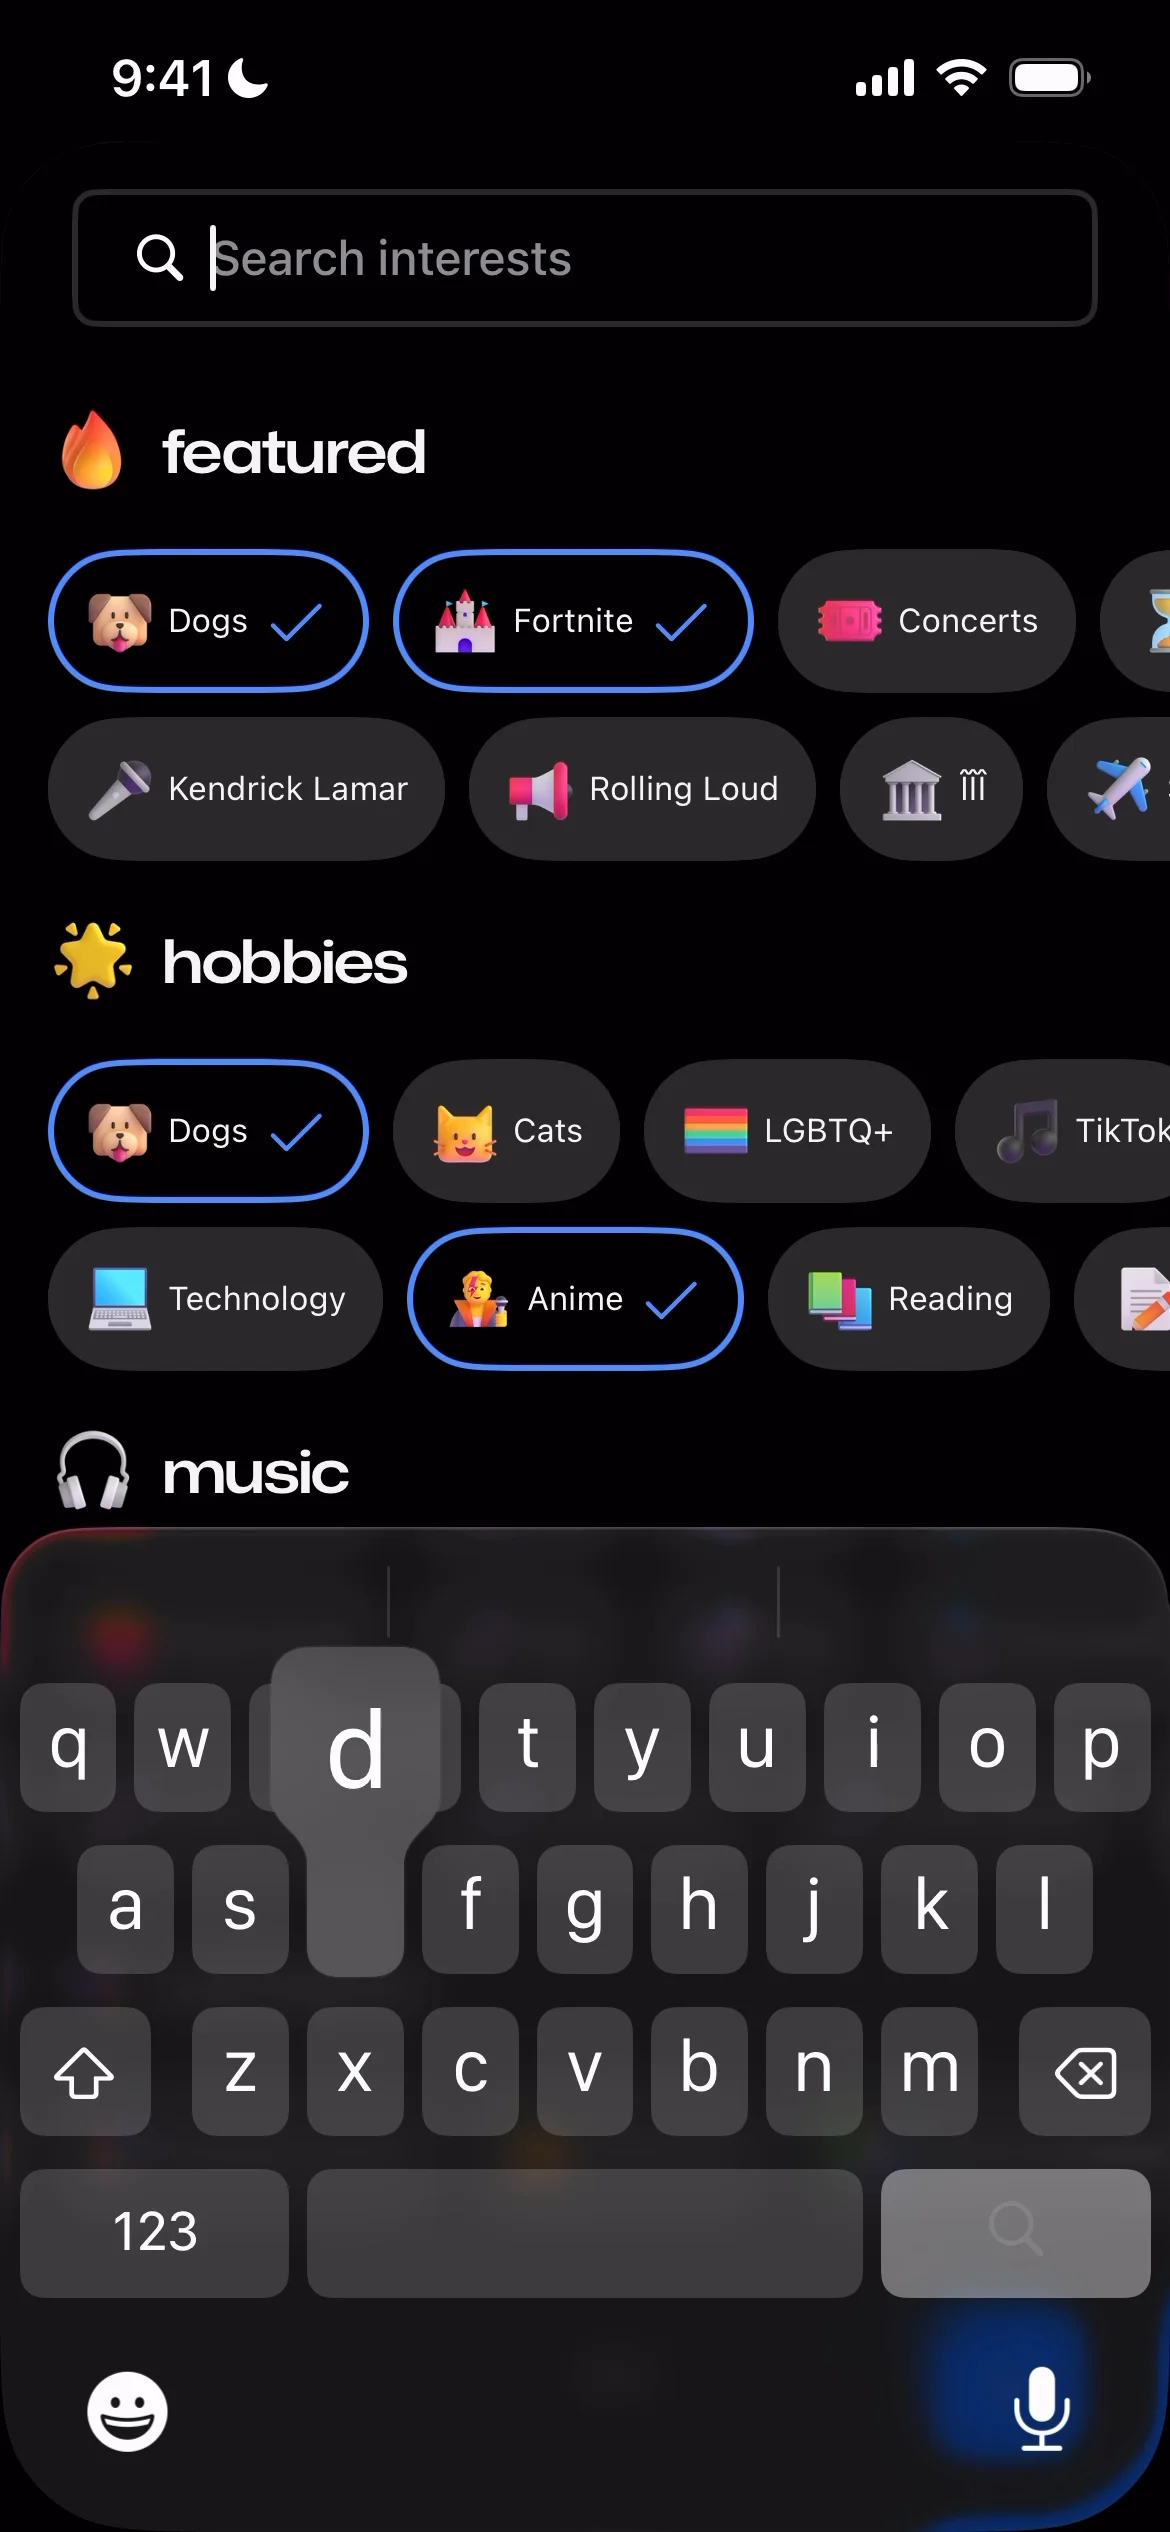 9:41
Search interests
featured
Dogs Fortnite Concerts
Kendrick Lamar Rolling Loud
hobbies
Dogs Cats LGBTQ+ TikTok
Technology Anime Reading
music
d
q w t y u i o p
a s f g h j k l
z x c v b n m
123